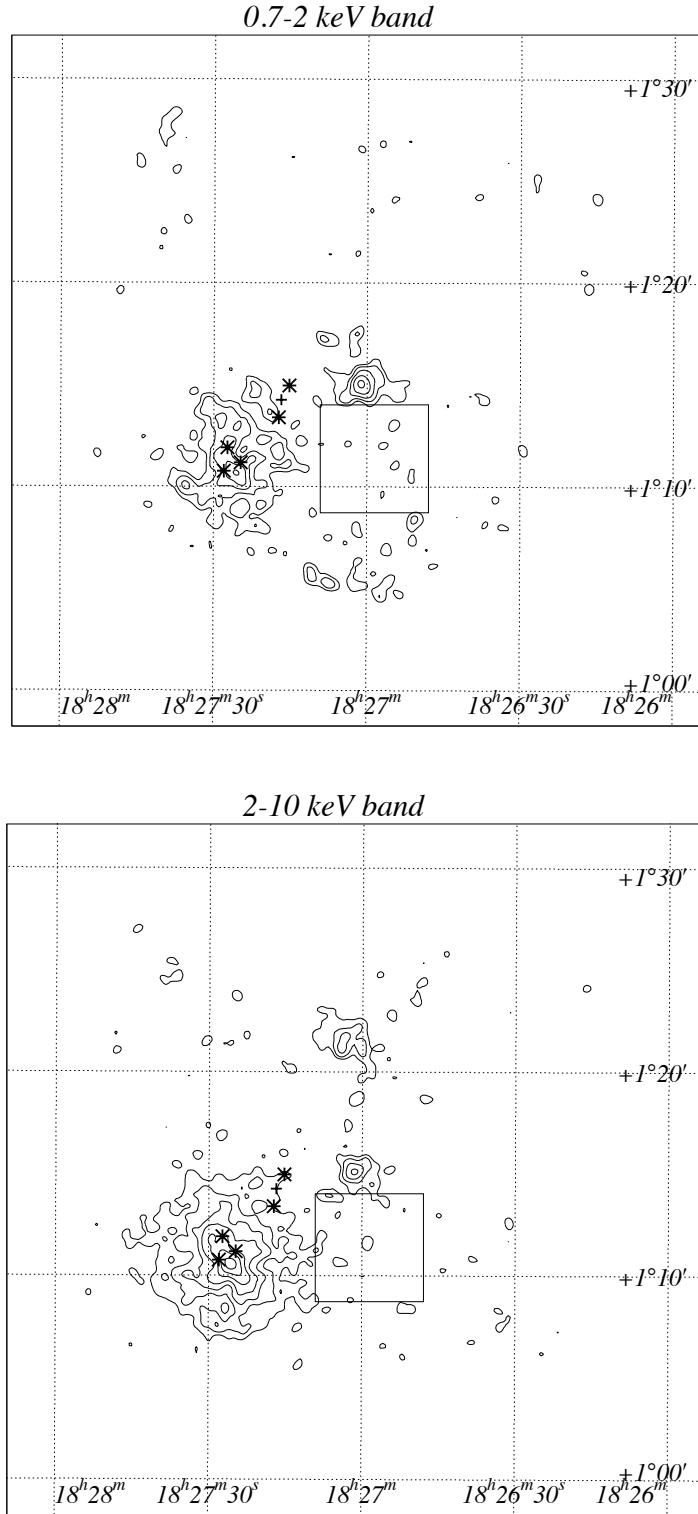 0.7-2 keV band
+1°30′
+1°20′
+1°10′
+1°00′
18ʰ28ᵐ 18ʰ27ᵐ30ˢ 18ʰ27ᵐ 18ʰ26ᵐ30ˢ 18ʰ26ᵐ
2-10 keV band
+1°30′
+1°20′
+1°10′
+1°00′
18ʰ28ᵐ 18ʰ27ᵐ30ˢ 18ʰ27ᵐ 18ʰ26ᵐ30ˢ 18ʰ26ᵐ